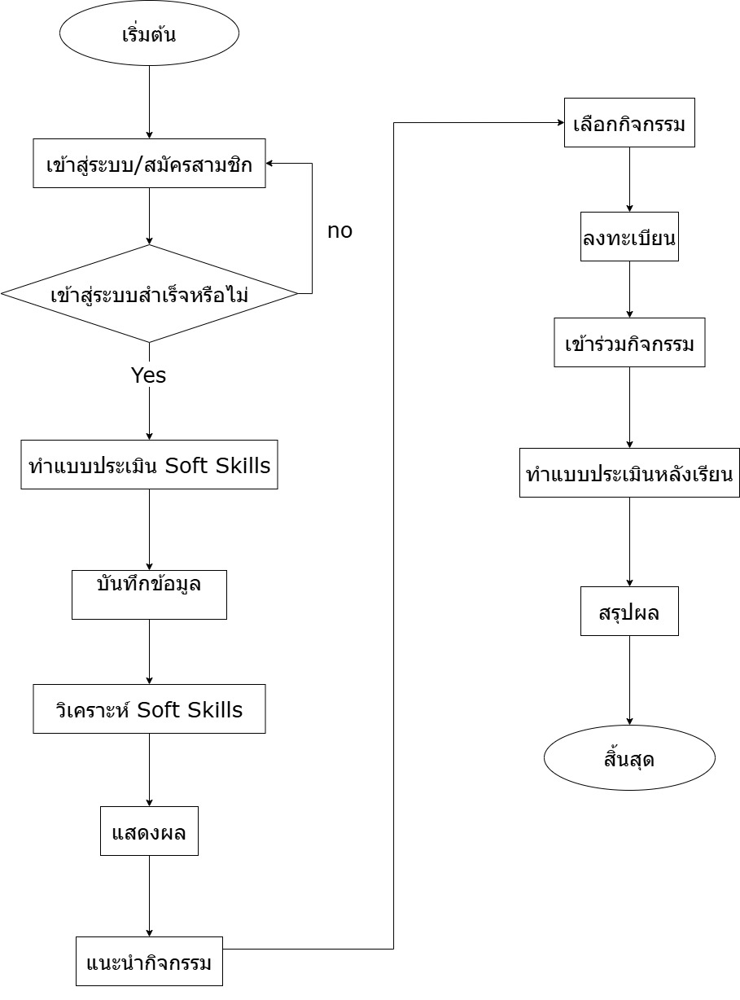 เริ่มต้น
เข้าสู่ระบบ/สมัครสามชิก
no
เข้าสู่ระบบสำเร็จหรือไม่
Yes
ทำแบบประเมิน Soft Skills
บันทึกข้อมูล
วิเคราะห์ Soft Skills
แสดงผล
แนะนำกิจกรรม
เลือกกิจกรรม
ลงทะเบียน
เข้าร่วมกิจกรรม
ทำแบบประเมินหลังเรียน
สรุปผล
สิ้นสุด